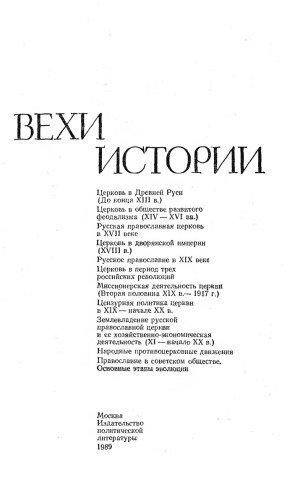 ВЕХИ
ИСТОРИИ
Церковь в Древней Руси
(До конца XIII в.)
Церковь в обществе развитого
феодализма (XIV — XVI вв.)
Русская православная церковь
в XVII веке
Церковь в дворянской империи
(XVIII в.)
Русское православие в XIX веке
Церковь в период трех
российских революций
Миссионерская деятельность церкви
(Вторая половина XIX в.— 1917 г.)
Цензурная политика церкви
в XIX — начале XX в.
Землевладение русской
православной церкви
и ее хозяйственно-экономическая
деятельность (XI — начало XX в.)
Народные противоцерковные движения
Православие в советском обществе.
Основные этапы эволюции
Москва
Издательство
политической
литературы
1989